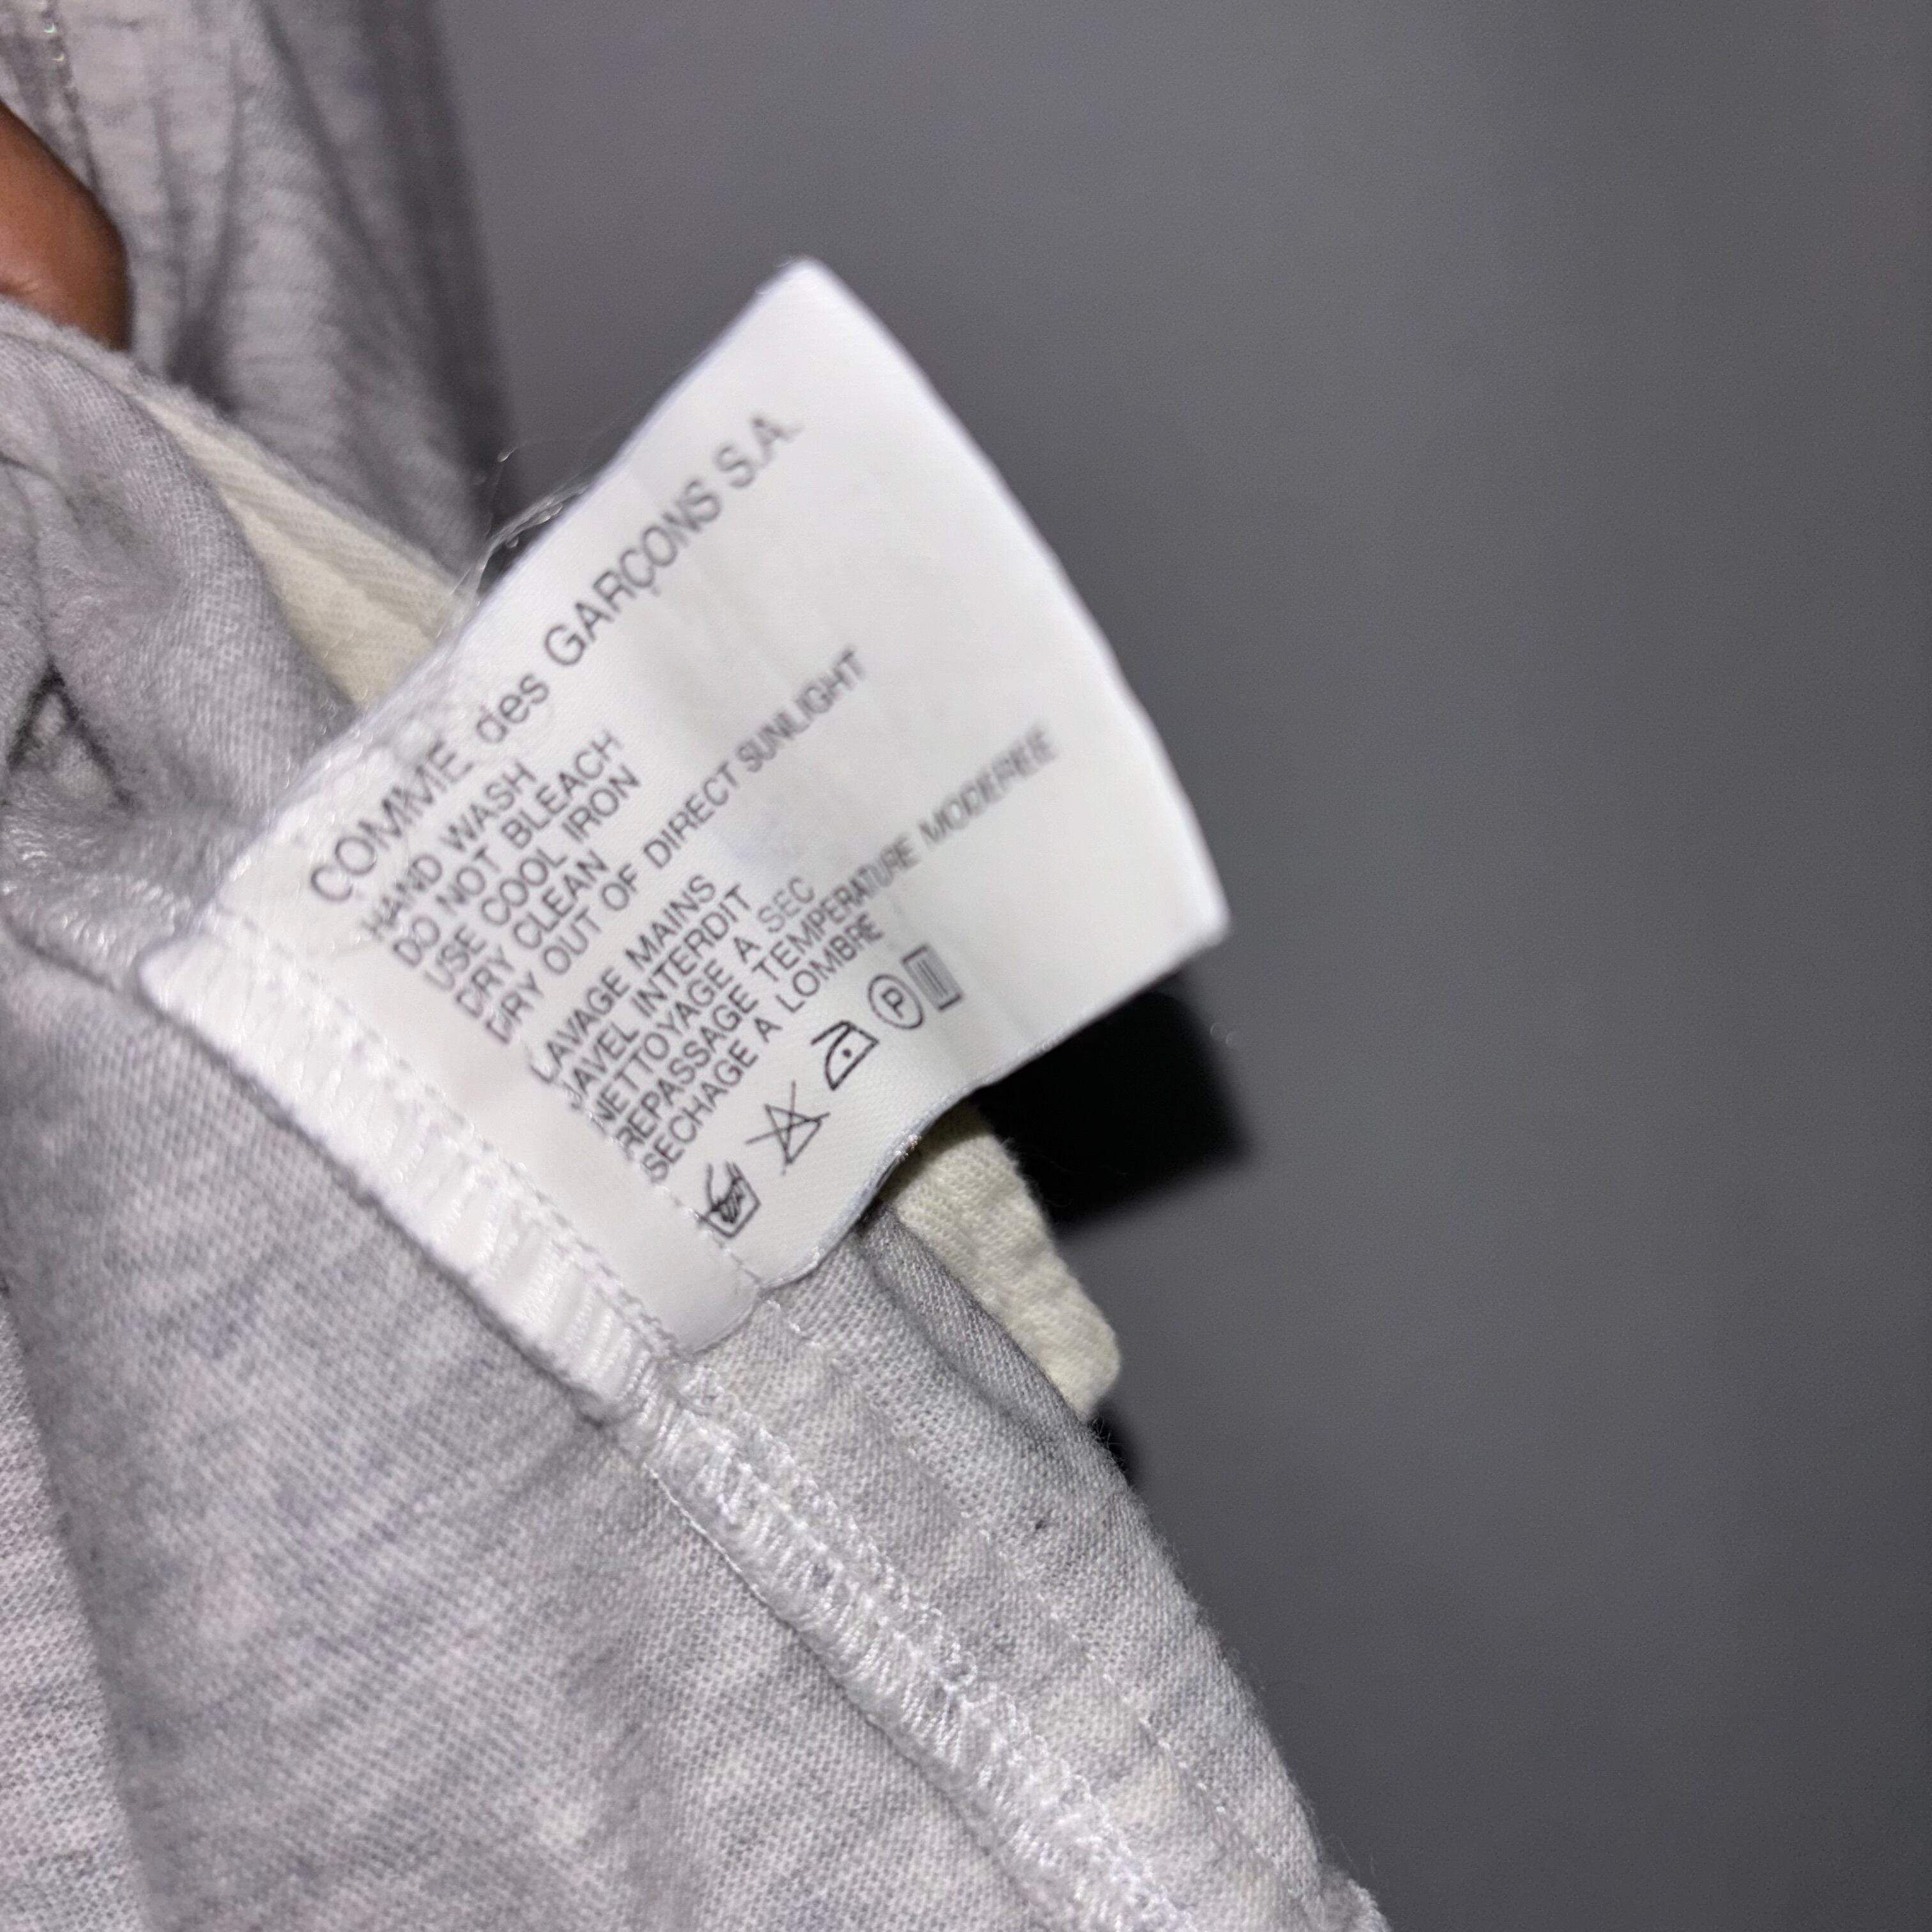 COMME des GARÇONS S.A.
HAND WASH
DO NOT BLEACH
USE COOL IRON
DRY CLEAN
DRY OUT OF DIRECT SUNLIGHT
LAVAGE MAINS
JAVEL INTERDIT
NETTOYAGE A SEC
REPASSAGE TEMPERATURE MODEREE
SECHAGE A LOMBRE
P